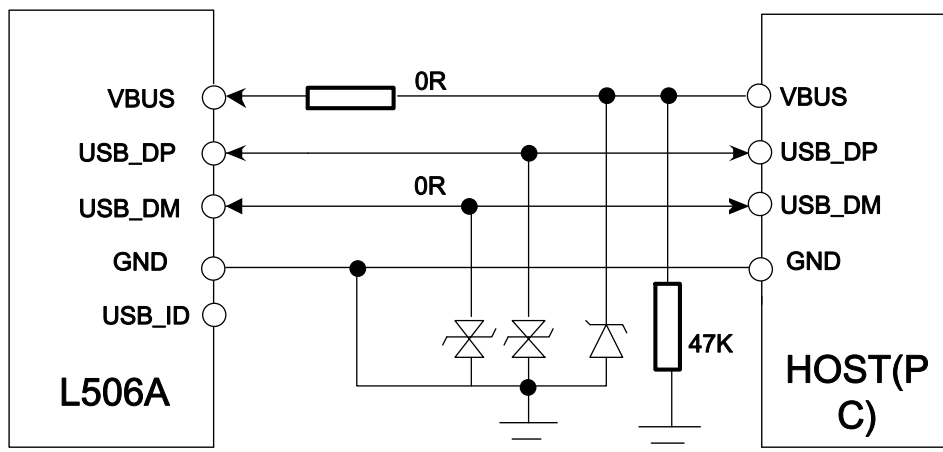 0R
VBUS
VBUS
USB_DP
USB_DP
0R
USB_DM
USB_DM
GND
GND
USB_ID
47K
L506A
HOST(P
C)